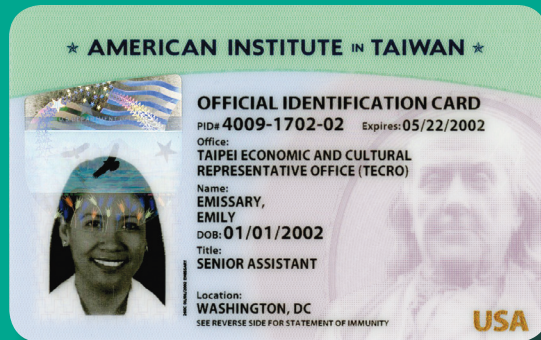 ★ AMERICAN INSTITUTE IN TAIWAN ★
OFFICIAL IDENTIFICATION CARD
PID# 4009-1702-02 Expires: 05/22/2002
Office:
TAIPEI ECONOMIC AND CULTURAL
REPRESENTATIVE OFFICE (TECRO)
Name:
EMISSARY,
EMILY
DOB: 01/01/2002
Title:
SENIOR ASSISTANT
Location:
WASHINGTON, DC
SEE REVERSE SIDE FOR STATEMENT OF IMMUNITY
USA